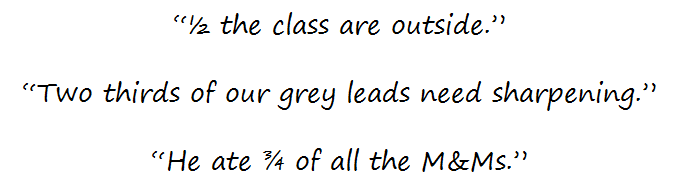 “½ the class are outside.”
“Two thirds of our grey leads need sharpening.”
“He ate ¾ of all the M&Ms.”